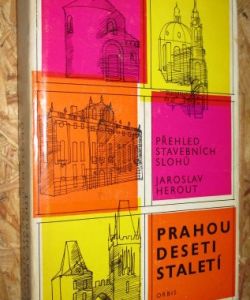 PŘEHLED
STAVEBNÍCH
SLOHŮ
JAROSLAV
HEROUT
PRAHOU
DESETI
STALETÍ
ORBIS